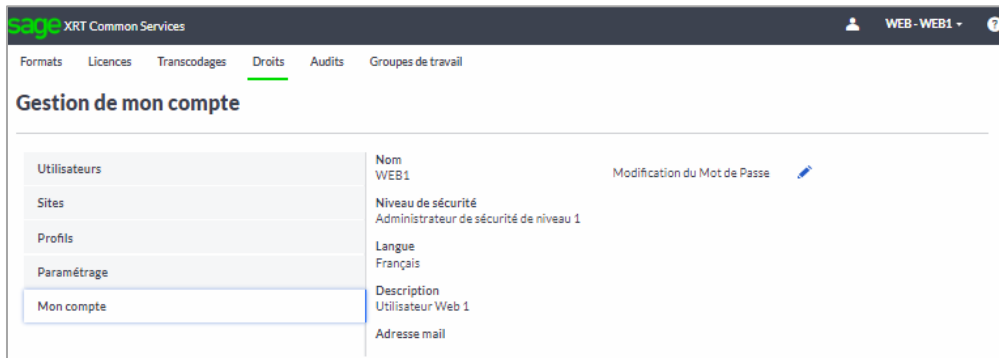 sage XRT Common Services
WEB - WEB1
?
Formats Licences Transcodages Droits Audits Groupes de travail
Gestion de mon compte
Utilisateurs
Sites
Profils
Paramétrage
Mon compte
Nom
WEB1
Modification du Mot de Passe
Niveau de sécurité
Administrateur de sécurité de niveau 1
Langue
Français
Description
Utilisateur Web 1
Adresse mail